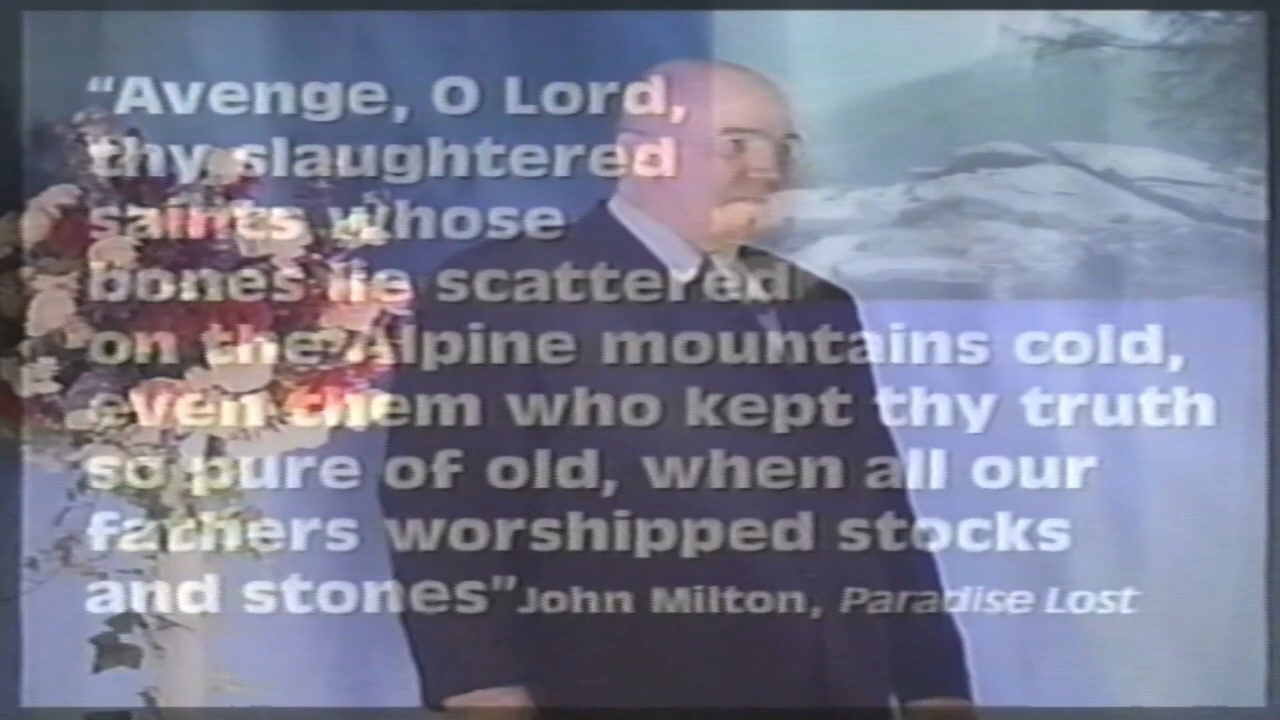 “Avenge, O Lord,
thy slaughtered
saints whose
bones lie scattered
on the Alpine mountains cold,
even them who kept thy truth
so pure of old, when all our
fathers worshipped stocks
and stones” John Milton, Paradise Lost